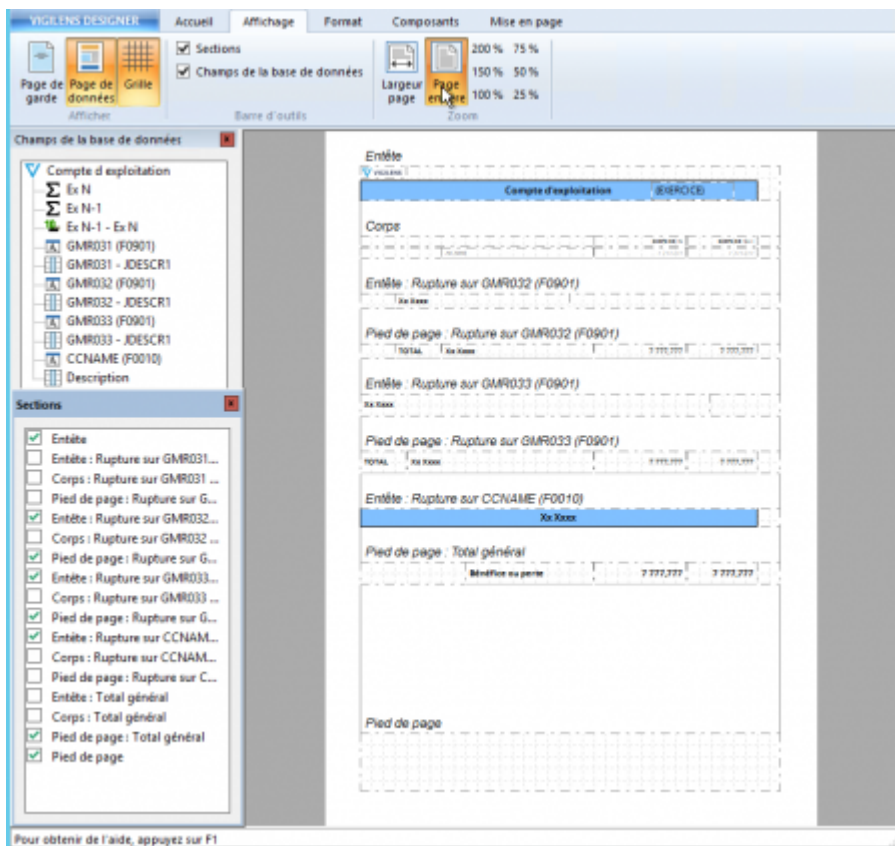 VIGILENS DESIGNER Accueil Affichage Format Composants Mise en page
Page de garde
Page de données
Grille
Afficher
Sections
Champs de la base de données
Barre d'outils
Largeur page
Page entière
200 % 75 %
150 % 50 %
100 % 25 %
Zoom
Champs de la base de données
Compte d exploitation
Ex N
Ex N-1
Ex N-1 - Ex N
GMR031 (F0901)
GMR031 - JDESCR1
GMR032 (F0901)
GMR032 - JDESCR1
GMR033 (F0901)
GMR033 - JDESCR1
CCNAME (F0010)
Description
Sections
Entête
Entête : Rupture sur GMR031...
Corps : Rupture sur GMR031 ...
Pied de page : Rupture sur G...
Entête : Rupture sur GMR032...
Corps : Rupture sur GMR032 ...
Pied de page : Rupture sur G...
Entête : Rupture sur GMR033...
Corps : Rupture sur GMR033 ...
Pied de page : Rupture sur G...
Entête : Rupture sur CCNAM...
Corps : Rupture sur CCNAM...
Pied de page : Rupture sur C...
Entête : Total général
Corps : Total général
Pied de page : Total général
Pied de page
Entête
VIGILENS
Compte d'exploitation (EXERCICE)
Corps
Entête : Rupture sur GMR032 (F0901)
Xx Xxxx
Pied de page : Rupture sur GMR032 (F0901)
TOTAL Xx Xxxx ? ???,??? ? ???,???
Entête : Rupture sur GMR033 (F0901)
Xx Xxxx
Pied de page : Rupture sur GMR033 (F0901)
TOTAL Xx Xxxx ? ???,??? ? ???,???
Entête : Rupture sur CCNAME (F0010)
Xx Xxxx
Pied de page : Total général
Bénéfice ou perte ? ???,??? ? ???,???
Pied de page
Pour obtenir de l'aide, appuyez sur F1